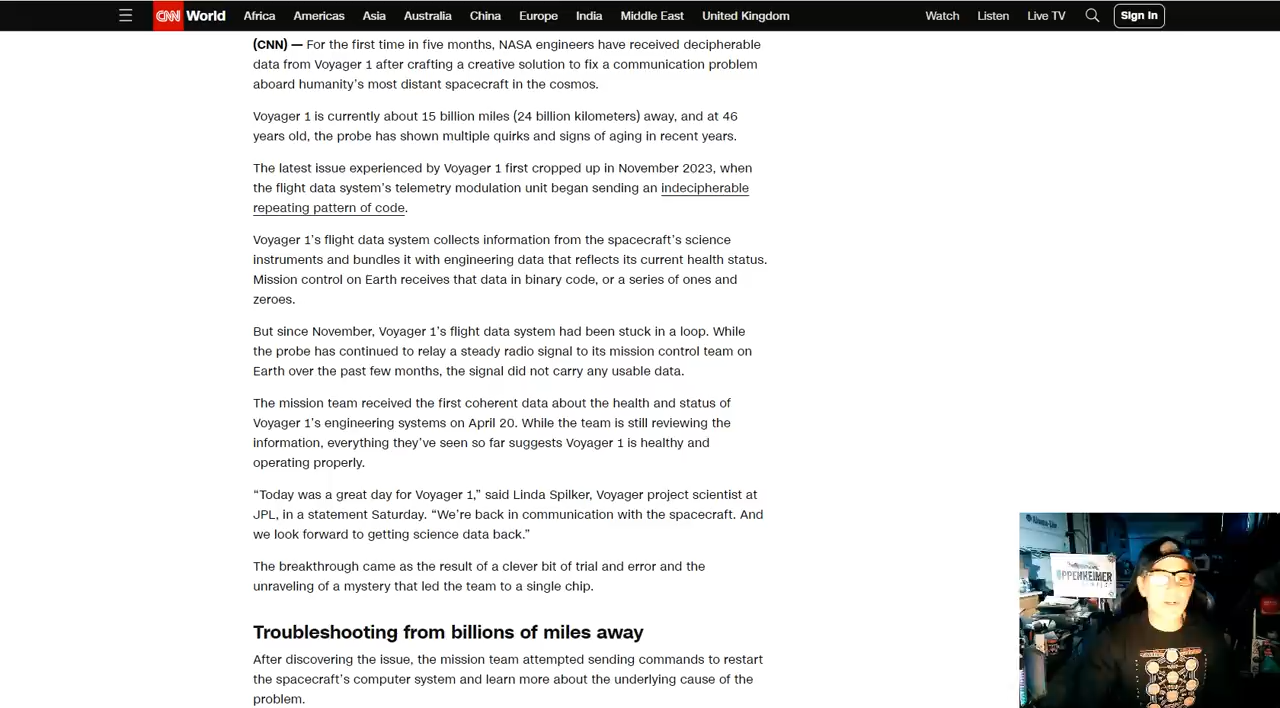 CNN World Africa Americas Asia Australia China Europe India Middle East United Kingdom Watch Listen Live TV Sign In
(CNN) — For the first time in five months, NASA engineers have received decipherable
data from Voyager 1 after crafting a creative solution to fix a communication problem
aboard humanity’s most distant spacecraft in the cosmos.
Voyager 1 is currently about 15 billion miles (24 billion kilometers) away, and at 46
years old, the probe has shown multiple quirks and signs of aging in recent years.
The latest issue experienced by Voyager 1 first cropped up in November 2023, when
the flight data system’s telemetry modulation unit began sending an indecipherable
repeating pattern of code.
Voyager 1’s flight data system collects information from the spacecraft’s science
instruments and bundles it with engineering data that reflects its current health status.
Mission control on Earth receives that data in binary code, or a series of ones and
zeroes.
But since November, Voyager 1’s flight data system had been stuck in a loop. While
the probe has continued to relay a steady radio signal to its mission control team on
Earth over the past few months, the signal did not carry any usable data.
The mission team received the first coherent data about the health and status of
Voyager 1’s engineering systems on April 20. While the team is still reviewing the
information, everything they’ve seen so far suggests Voyager 1 is healthy and
operating properly.
“Today was a great day for Voyager 1,” said Linda Spilker, Voyager project scientist at
JPL, in a statement Saturday. “We’re back in communication with the spacecraft. And
we look forward to getting science data back.”
The breakthrough came as the result of a clever bit of trial and error and the
unraveling of a mystery that led the team to a single chip.
Troubleshooting from billions of miles away
After discovering the issue, the mission team attempted sending commands to restart
the spacecraft’s computer system and learn more about the underlying cause of the
problem.
OPPENHEIMER